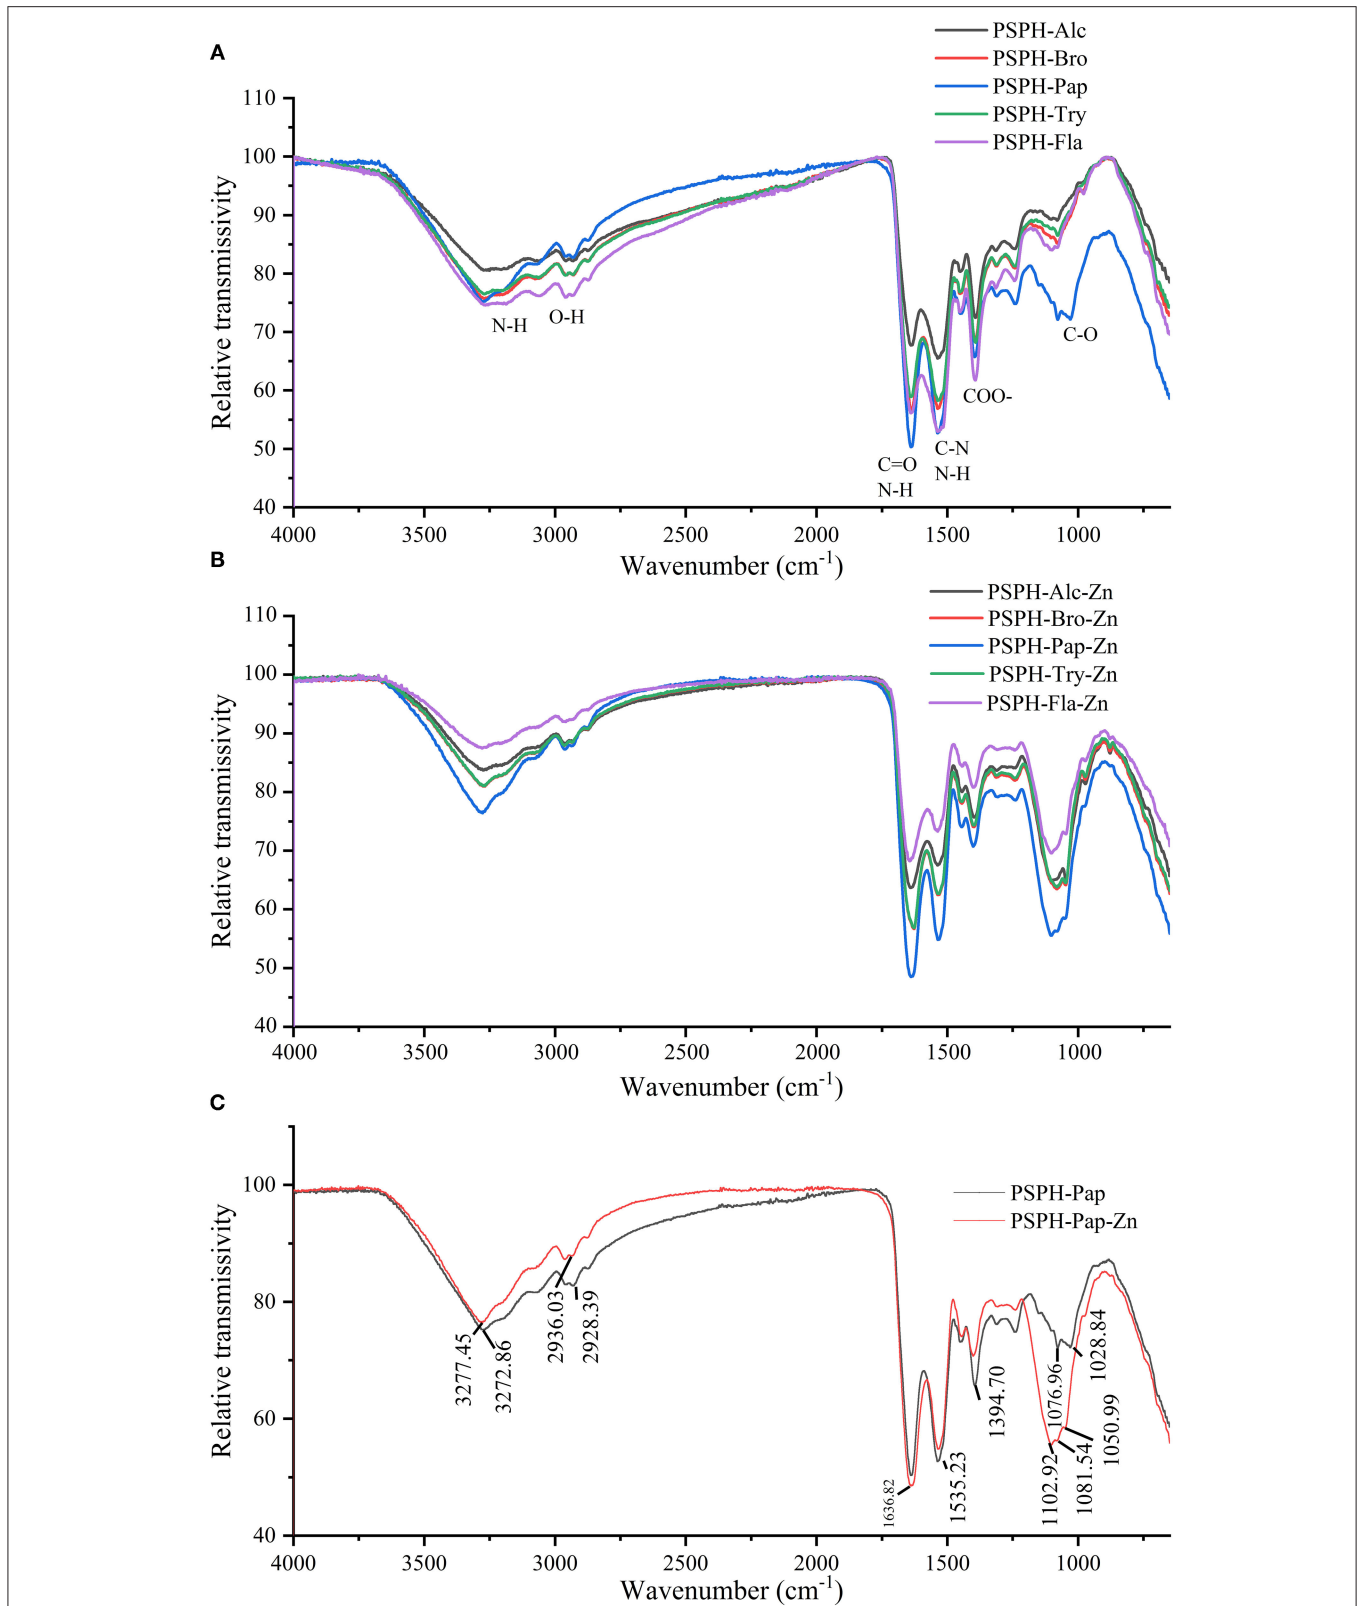 A
PSPH-Alc
PSPH-Bro
PSPH-Pap
PSPH-Try
PSPH-Fla
110
100
90
80
70
60
50
40
Relative transmissivity
N-H
O-H
C=O
N-H
C-N
N-H
COO-
C-O
4000 3500 3000 2500 2000 1500 1000
Wavenumber (cm⁻¹)
B
PSPH-Alc-Zn
PSPH-Bro-Zn
PSPH-Pap-Zn
PSPH-Try-Zn
PSPH-Fla-Zn
110
100
90
80
70
60
50
40
Relative transmissivity
4000 3500 3000 2500 2000 1500 1000
Wavenumber (cm⁻¹)
C
PSPH-Pap
PSPH-Pap-Zn
100
80
60
40
Relative transmissivity
3277.45
3272.86
2936.03
2928.39
1636.82
1535.23
1394.70
1076.96
1028.84
1102.92
1081.54
1050.99
4000 3500 3000 2500 2000 1500 1000
Wavenumber (cm⁻¹)